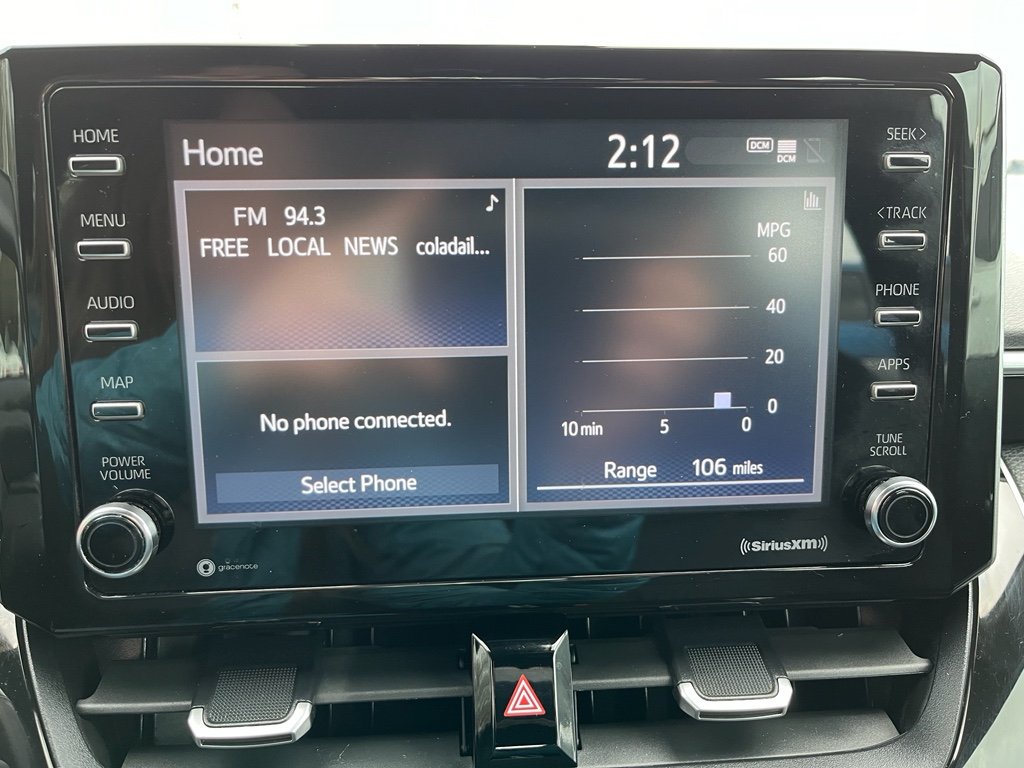 HOME
MENU
AUDIO
MAP
POWER
VOLUME
Home
2:12
DCM
DCM
FM 94.3
FREE LOCAL NEWS coladail...
No phone connected.
Select Phone
MPG
60
40
20
0
10 min 5 0
Range 106 miles
SEEK >
< TRACK
PHONE
APPS
TUNE
SCROLL
gracenote
((SiriusXM))